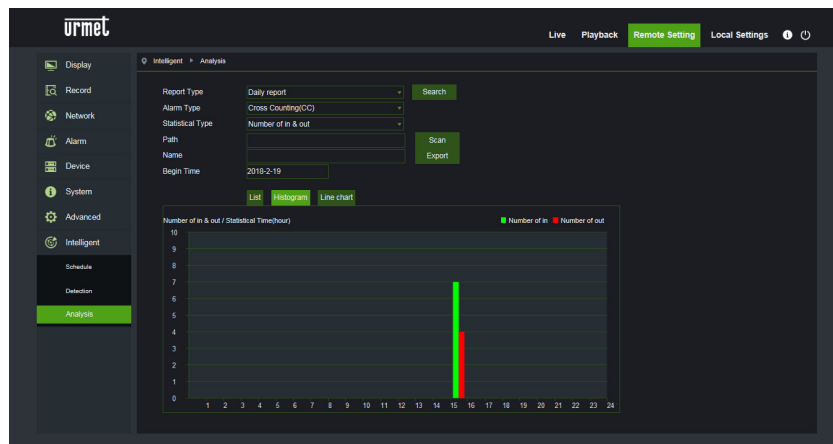 urmet
Live Playback Remote Setting Local Settings
Display
Record
Network
Alarm
Device
System
Advanced
Intelligent
Schedule
Detection
Analysis
Intelligent Analysis
Report Type Daily report Search
Alarm Type Cross Counting(CC)
Statistical Type Number of in & out
Path Scan
Name Export
Begin Time 2018-2-19
List Histogram Line chart
Number of in & out / Statistical Time(hour) Number of in Number of out
10
9
8
7
6
5
4
3
2
1
0
1 2 3 4 5 6 7 8 9 10 11 12 13 14 15 16 17 18 19 20 21 22 23 24